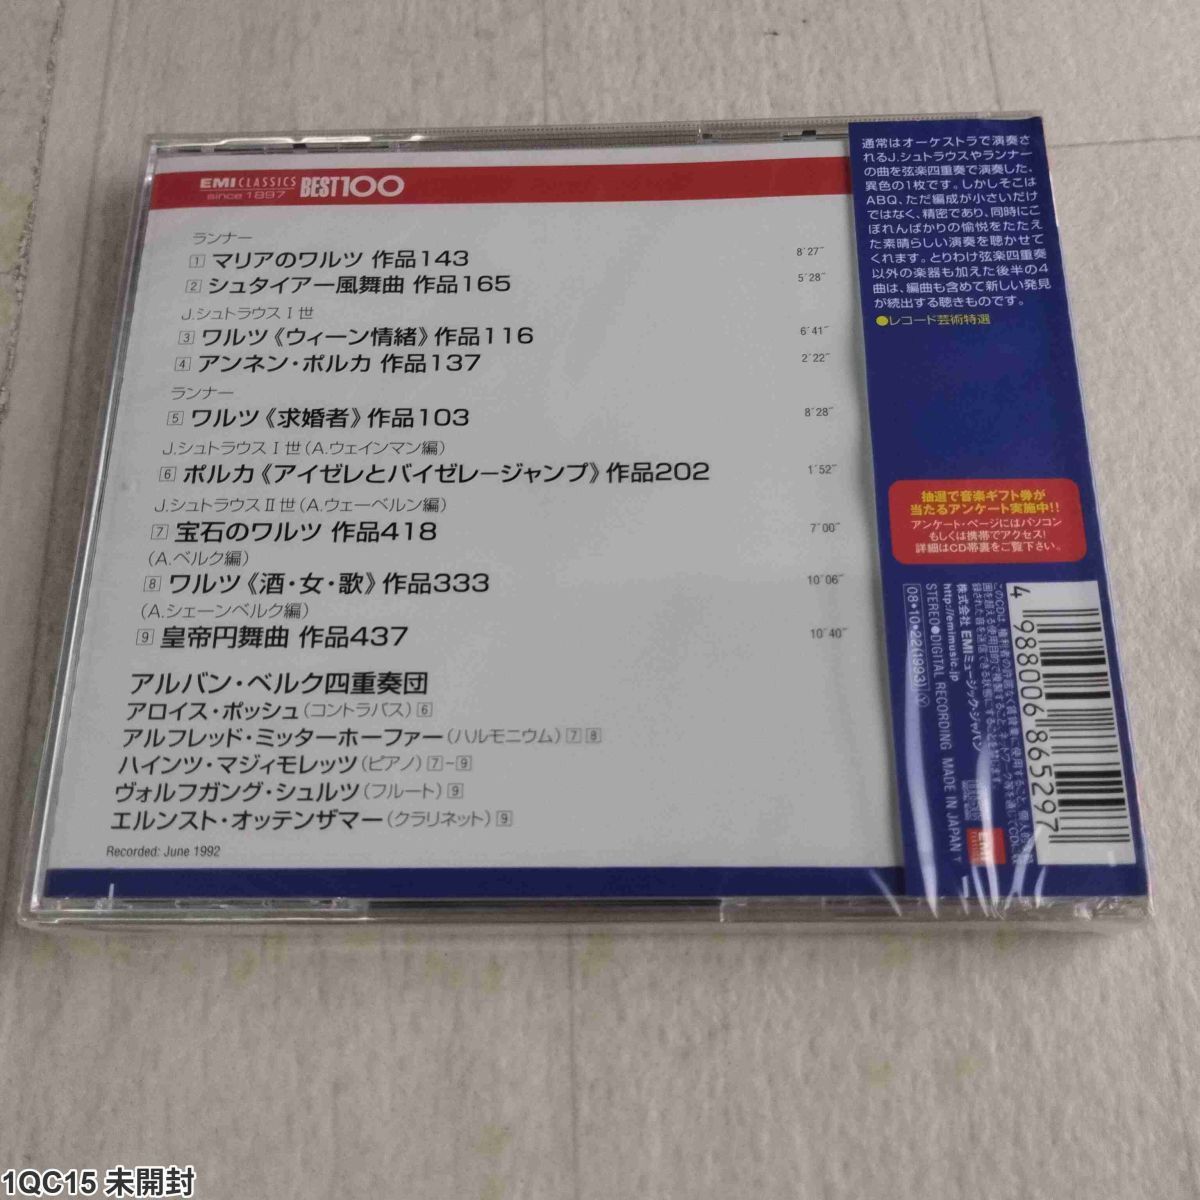 EMI CLASSICS BEST100
since 1897
ランナー
1 マリアのワルツ 作品143 8´27˝
2 シュタイアー風舞曲 作品165 5´28˝
J.シュトラウスⅠ世
3 ワルツ《ウィーン情緒》作品116 6´41˝
4 アンネン・ポルカ 作品137 2´22˝
ランナー
5 ワルツ《求婚者》作品103 8´28˝
J.シュトラウスⅠ世(A.ウェインマン編)
6 ポルカ《アイゼレとバイゼレージャンプ》作品202 1´52˝
J.シュトラウスⅡ世(A.ウェーベルン編)
7 宝石のワルツ 作品418 7´00˝
(A.ベルク編)
8 ワルツ《酒・女・歌》作品333 10´06˝
(A.シェーンベルク編)
9 皇帝円舞曲 作品437 10´40˝
アルバン・ベルク四重奏団
アロイス・ポッシュ(コントラバス)6
アルフレッド・ミッターホーファー(ハルモニウム)7 8
ハインツ・マジィモレッツ(ピアノ)7-9
ヴォルフガング・シュルツ(フルート)9
エルンスト・オッテンザマー(クラリネット)9
Recorded: June 1992
通常はオーケストラで演奏さ
れるJ.シュトラウスやランナー
の曲を弦楽四重奏で演奏した、
異色の1枚です。しかしそこは
ABQ、ただ編成が小さいだけ
ではなく、精密であり、同時にこ
ぼれんばかりの愉悦をたたえ
た素晴らしい演奏を聴かせて
くれます。とりわけ弦楽四重奏
以外の楽器も加えた後半の4
曲は、編曲も含めて新しい発見
が続出する聴きものです。
●レコード芸術特選
抽選で音楽ギフト券が
当たるアンケート実施中!!
アンケート・ページにはパソコン
もしくは携帯でアクセス!
詳細はCD帯裏をご覧下さい。
4 988006 865297
株式会社 EMIミュージック・ジャパン
http://emimusic.jp
08・10・22(1993) Ⓨ
STEREO●DIGITAL RECORDING MADE IN JAPAN
EMI
1QC15 未開封